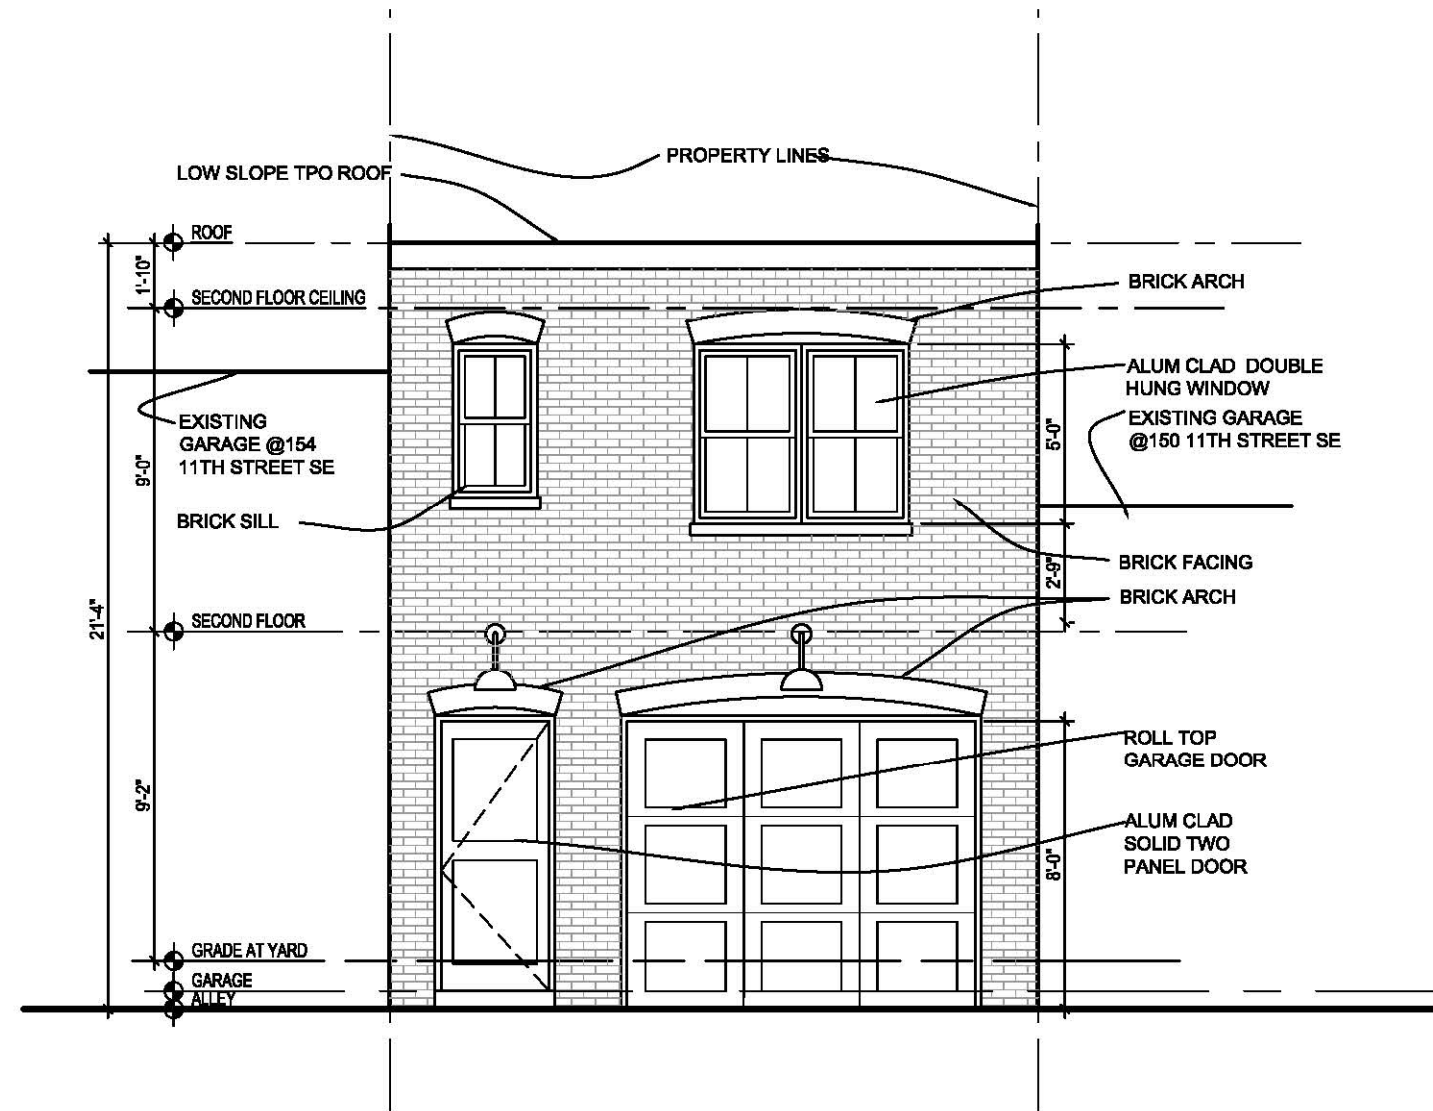 PROPERTY LINES
LOW SLOPE TPO ROOF
ROOF
1'-10"
SECOND FLOOR CEILING
BRICK ARCH
ALUM CLAD DOUBLE
HUNG WINDOW
EXISTING GARAGE
@150 11TH STREET SE
EXISTING
GARAGE @154
11TH STREET SE
5'-0"
9'-0"
BRICK SILL
BRICK FACING
2'-9"
BRICK ARCH
21'-4"
SECOND FLOOR
ROLL TOP
GARAGE DOOR
9'-2"
ALUM CLAD
SOLID TWO
PANEL DOOR
8'-0"
GRADE AT YARD
GARAGE
ALLEY